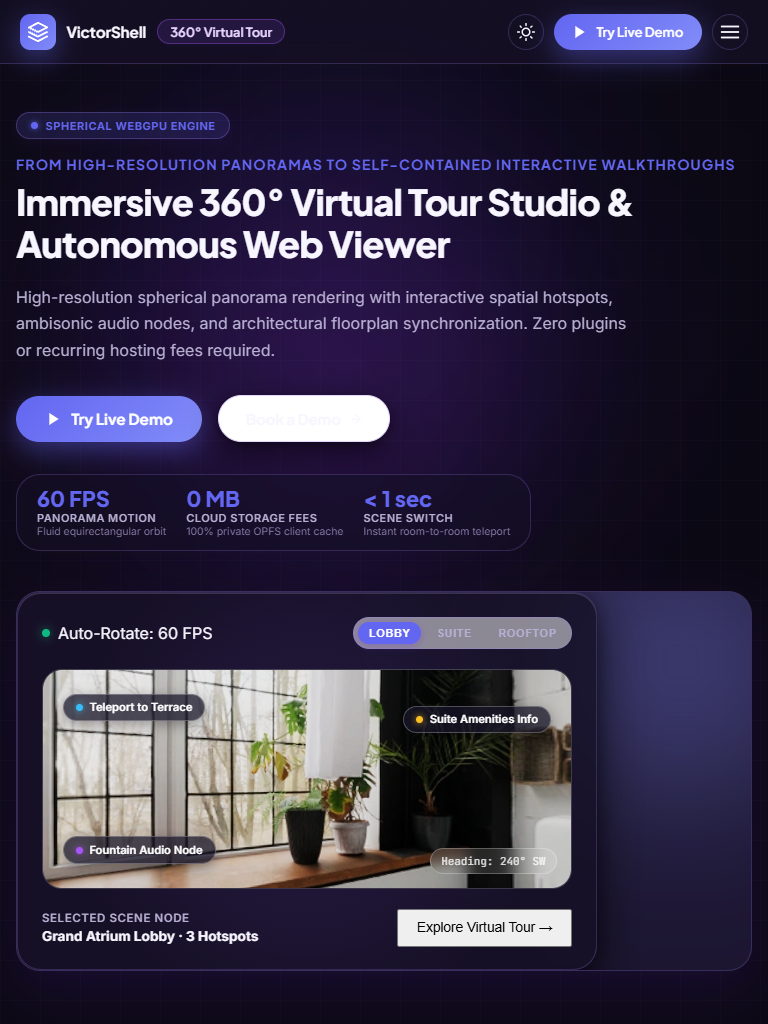 VictorShell
360° Virtual Tour
Try Live Demo
SPHERICAL WEBGPU ENGINE
FROM HIGH-RESOLUTION PANORAMAS TO SELF-CONTAINED INTERACTIVE WALKTHROUGHS
Immersive 360° Virtual Tour Studio &
Autonomous Web Viewer
High-resolution spherical panorama rendering with interactive spatial hotspots,
ambisonic audio nodes, and architectural floorplan synchronization. Zero plugins
or recurring hosting fees required.
Try Live Demo
Book a Demo →
60 FPS
PANORAMA MOTION
Fluid equirectangular orbit
0 MB
CLOUD STORAGE FEES
100% private OPFS client cache
< 1 sec
SCENE SWITCH
Instant room-to-room teleport
Auto-Rotate: 60 FPS
LOBBY
SUITE
ROOFTOP
Teleport to Terrace
Suite Amenities Info
Fountain Audio Node
Heading: 240° SW
SELECTED SCENE NODE
Grand Atrium Lobby · 3 Hotspots
Explore Virtual Tour →